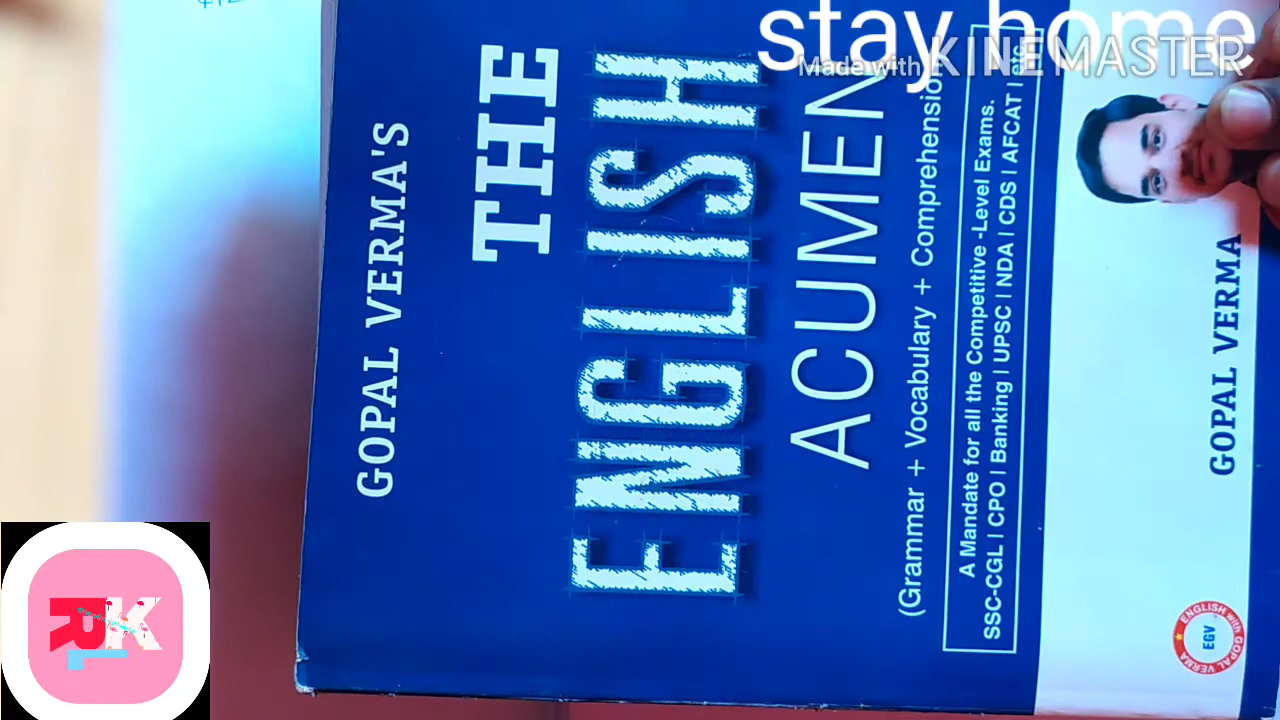 stay home
Made with KINEMASTER
GOPAL VERMA'S
THE
ENGLISH
ACUMEN
(Grammar + Vocabulary + Comprehension
A Mandate for all the Competitive -Level Exams.
SSC-CGL I CPO I Banking I UPSC I NDA I CDS I AFCAT I etc.
GOPAL VERMA
ENGLISH with GOPAL VERMA
EGV
RLK